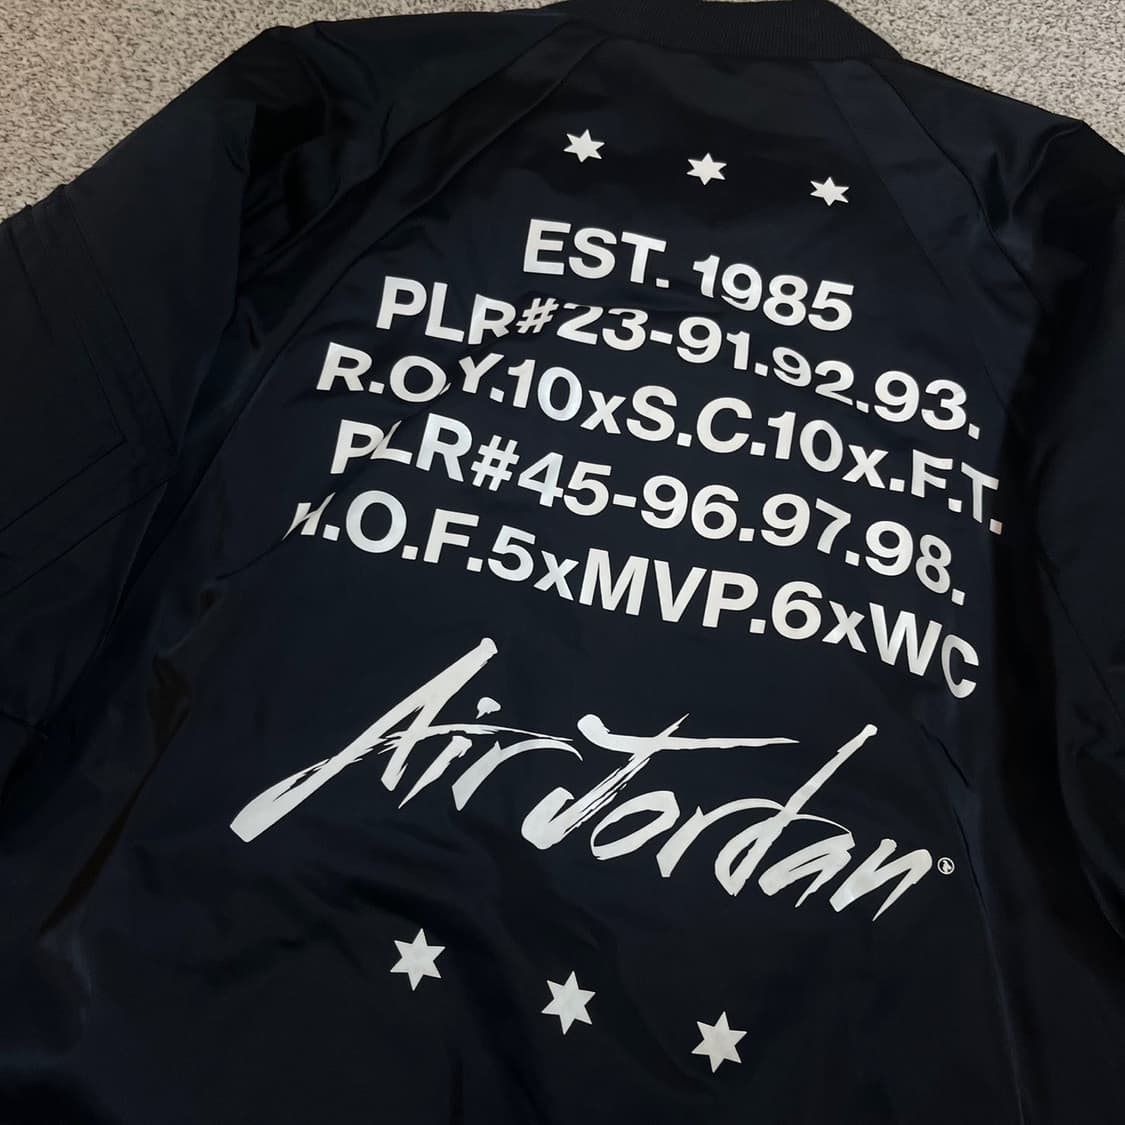 EST. 1985
PLR#23-91.92.93.
R.O.Y.10xS.C.10x.F.T.
PLR#45-96.97.98.
H.O.F.5xMVP.6xWC
Air Jordan